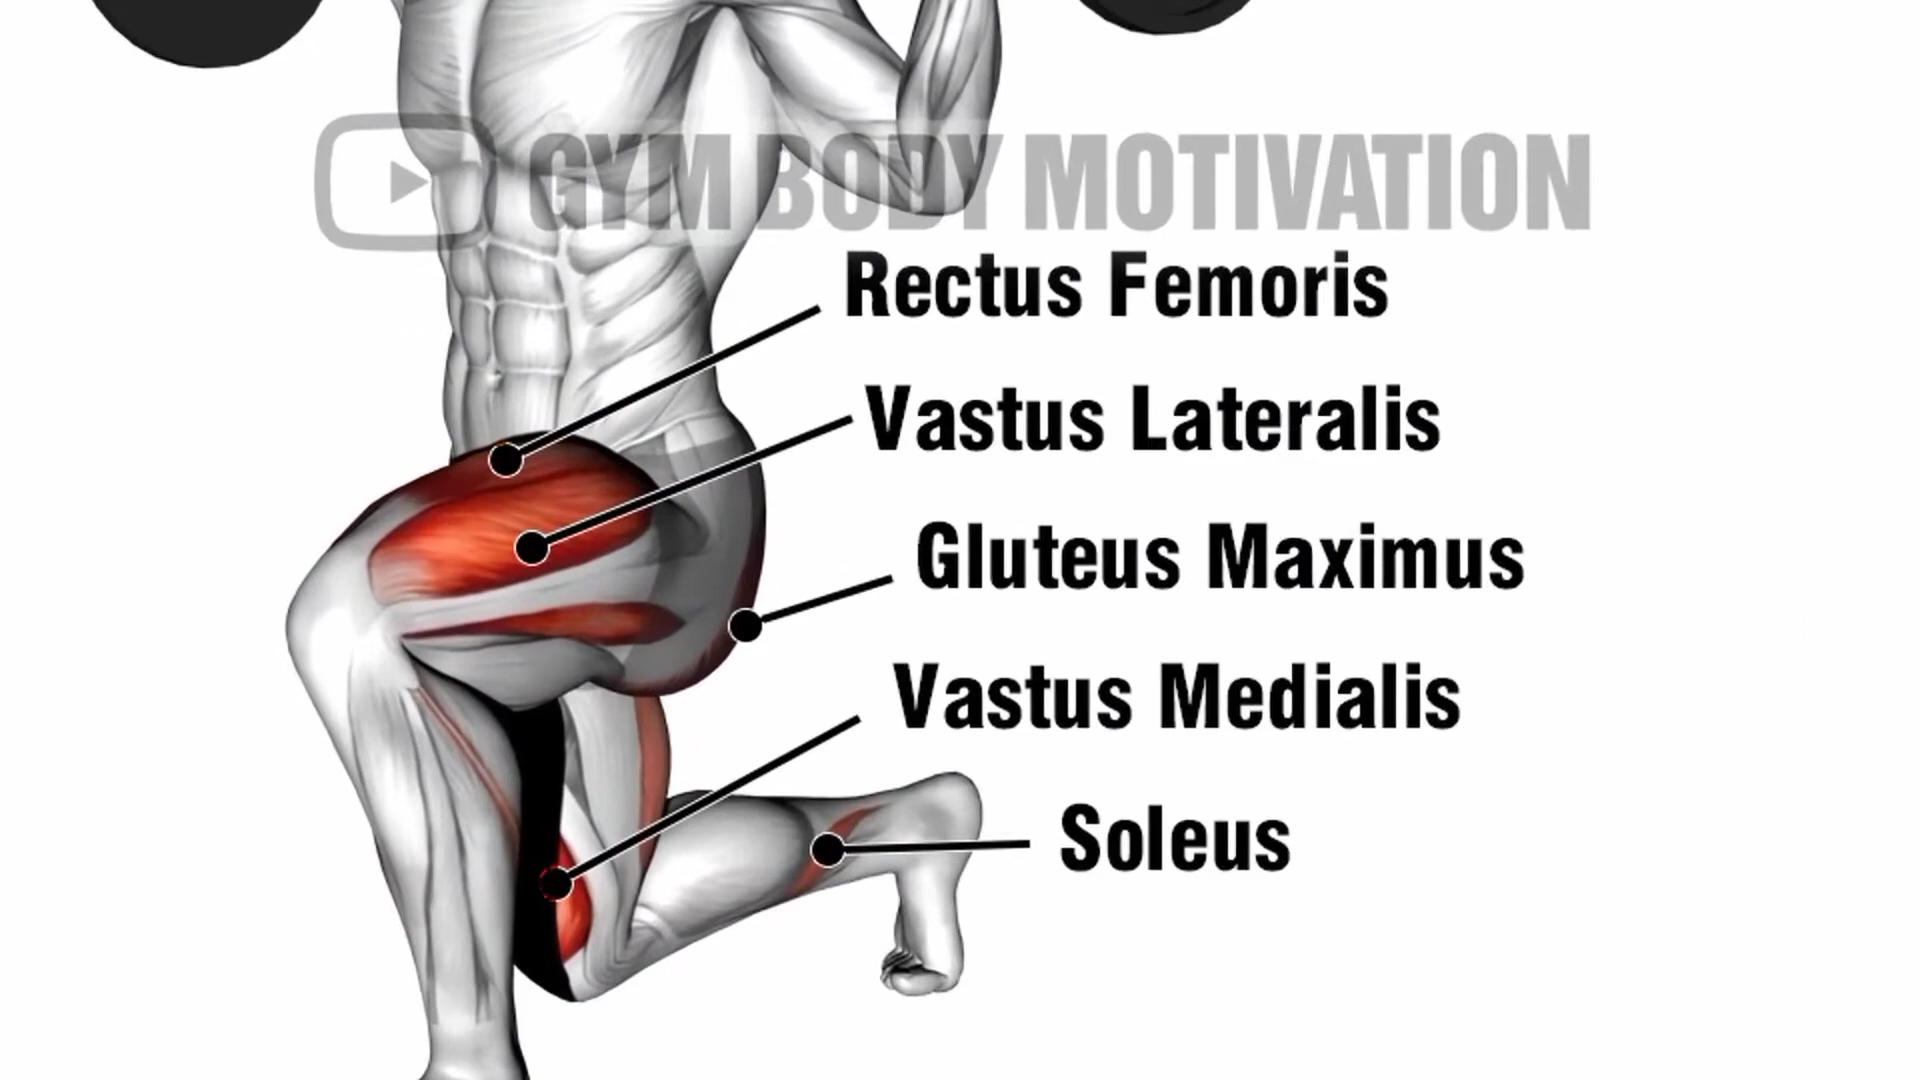 GYM BODY MOTIVATION
Rectus Femoris
Vastus Lateralis
Gluteus Maximus
Vastus Medialis
Soleus